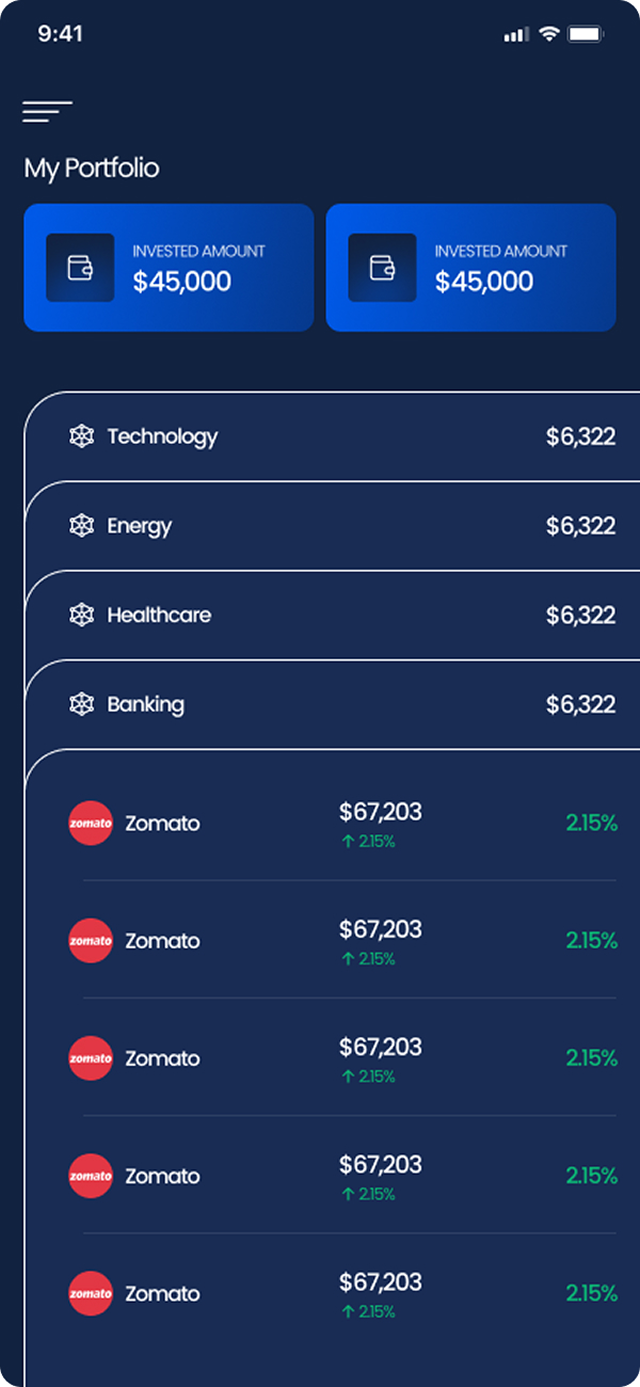 9:41
My Portfolio
INVESTED AMOUNT
$45,000
INVESTED AMOUNT
$45,000
Technology $6,322
Energy $6,322
Healthcare $6,322
Banking $6,322
zomato Zomato $67,203 2.15%
↑ 2.15%
zomato Zomato $67,203 2.15%
↑ 2.15%
zomato Zomato $67,203 2.15%
↑ 2.15%
zomato Zomato $67,203 2.15%
↑ 2.15%
zomato Zomato $67,203 2.15%
↑ 2.15%